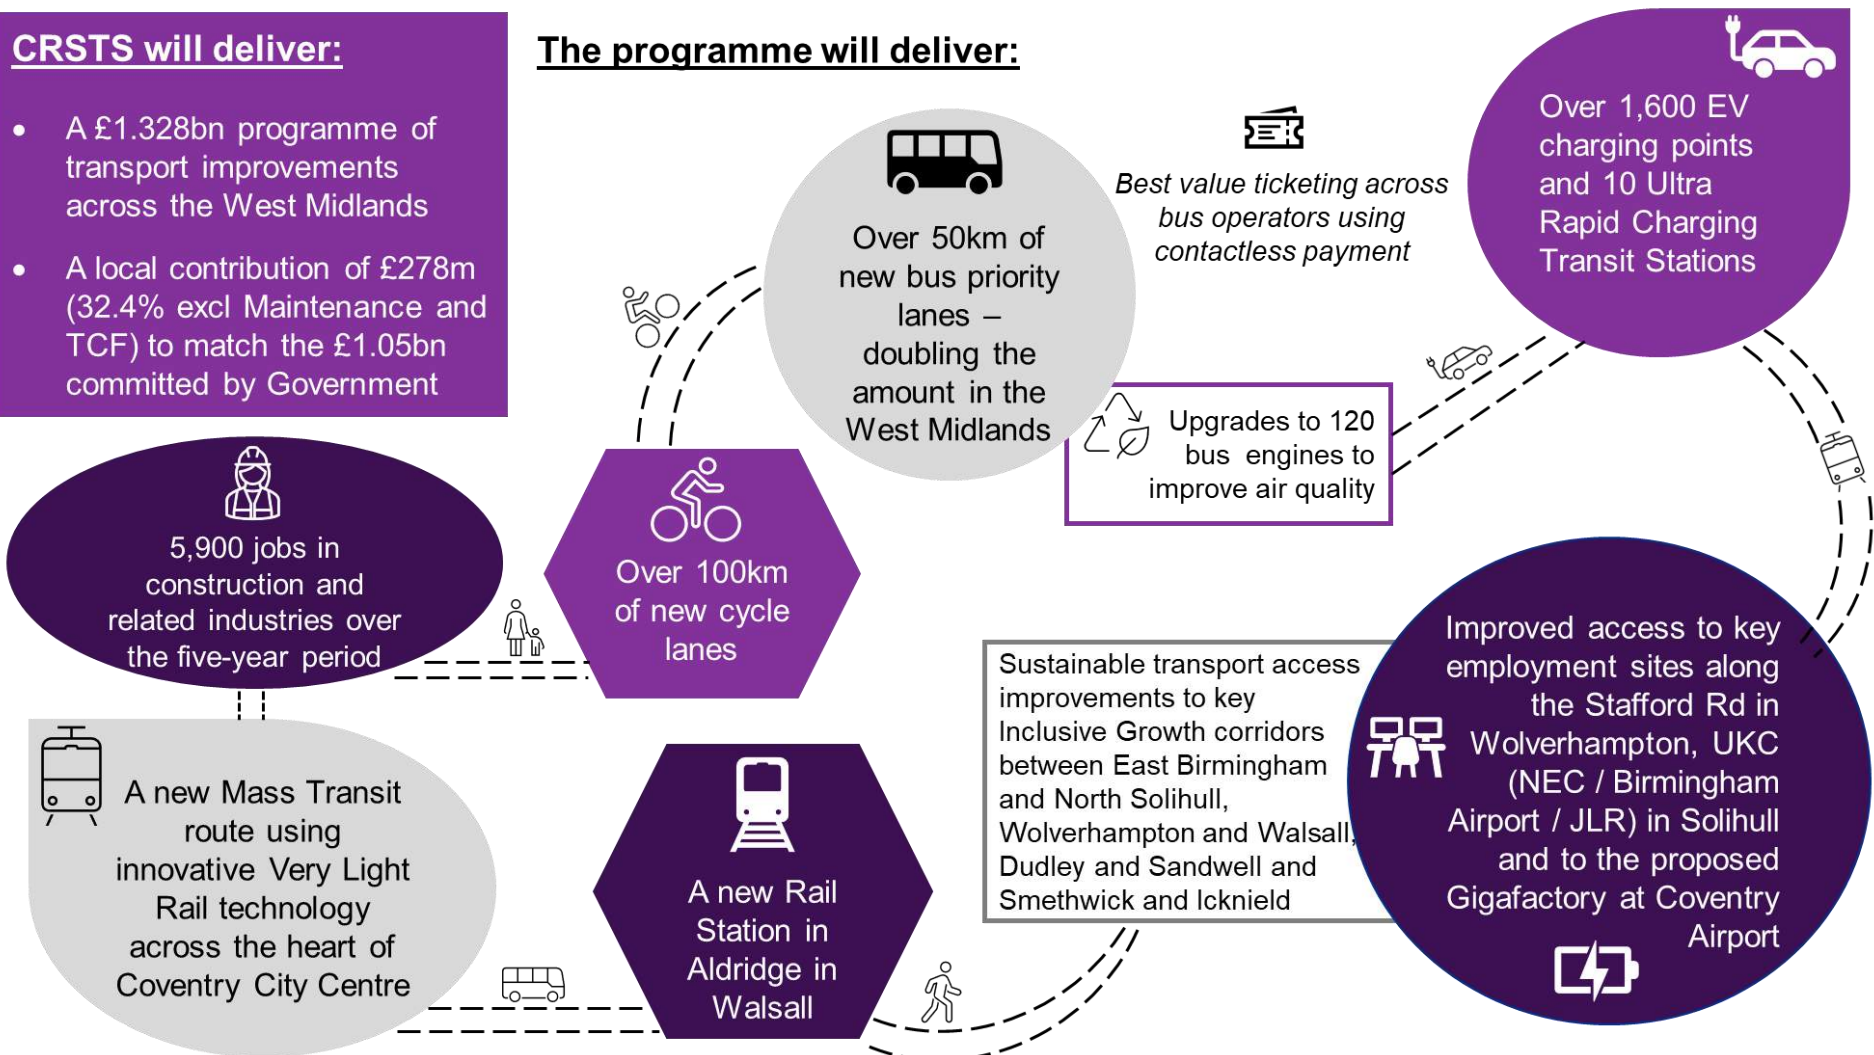 CRSTS will deliver:
• A £1.328bn programme of
transport improvements
across the West Midlands
• A local contribution of £278m
(32.4% excl Maintenance and
TCF) to match the £1.05bn
committed by Government
The programme will deliver:
Over 50km of
new bus priority
lanes –
doubling the
amount in the
West Midlands
Best value ticketing across
bus operators using
contactless payment
Over 1,600 EV
charging points
and 10 Ultra
Rapid Charging
Transit Stations
Upgrades to 120
bus engines to
improve air quality
5,900 jobs in
construction and
related industries over
the five-year period
Over 100km
of new cycle
lanes
Sustainable transport access
improvements to key
Inclusive Growth corridors
between East Birmingham
and North Solihull,
Wolverhampton and Walsall,
Dudley and Sandwell and
Smethwick and Icknield
Improved access to key
employment sites along
the Stafford Rd in
Wolverhampton, UKC
(NEC / Birmingham
Airport / JLR) in Solihull
and to the proposed
Gigafactory at Coventry
Airport
A new Mass Transit
route using
innovative Very Light
Rail technology
across the heart of
Coventry City Centre
A new Rail
Station in
Aldridge in
Walsall